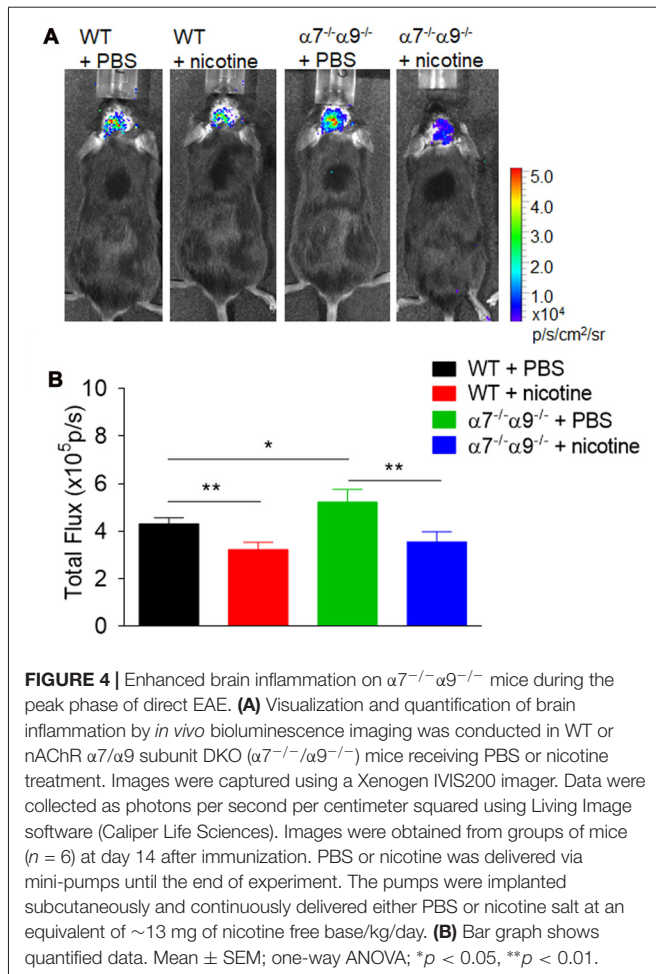 A
WT
+ PBS
WT
+ nicotine
α7⁻/⁻α9⁻/⁻
+ PBS
α7⁻/⁻α9⁻/⁻
+ nicotine
5.0
4.0
3.0
2.0
1.0
x10⁴
p/s/cm²/sr
B
WT + PBS
WT + nicotine
α7⁻/⁻α9⁻/⁻ + PBS
α7⁻/⁻α9⁻/⁻ + nicotine
Total Flux (x10⁵p/s)
10
8
6
4
2
0
*
**
**
FIGURE 4 | Enhanced brain inflammation on α7⁻/⁻α9⁻/⁻ mice during the
peak phase of direct EAE. (A) Visualization and quantification of brain
inflammation by in vivo bioluminescence imaging was conducted in WT or
nAChR α7/α9 subunit DKO (α7⁻/⁻/α9⁻/⁻) mice receiving PBS or nicotine
treatment. Images were captured using a Xenogen IVIS200 imager. Data were
collected as photons per second per centimeter squared using Living Image
software (Caliper Life Sciences). Images were obtained from groups of mice
(n = 6) at day 14 after immunization. PBS or nicotine was delivered via
mini-pumps until the end of experiment. The pumps were implanted
subcutaneously and continuously delivered either PBS or nicotine salt at an
equivalent of ~13 mg of nicotine free base/kg/day. (B) Bar graph shows
quantified data. Mean ± SEM; one-way ANOVA; *p < 0.05, **p < 0.01.